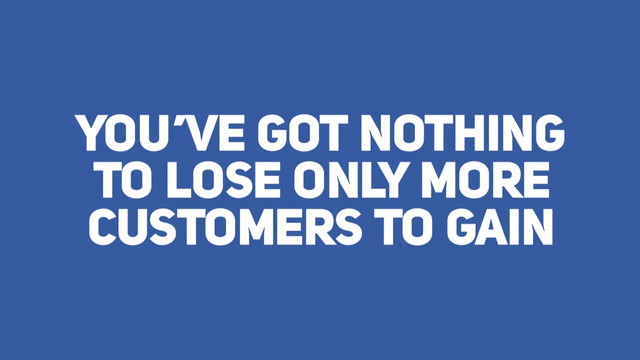 YOU'VE GOT NOTHING
TO LOSE ONLY MORE
CUSTOMERS TO GAIN